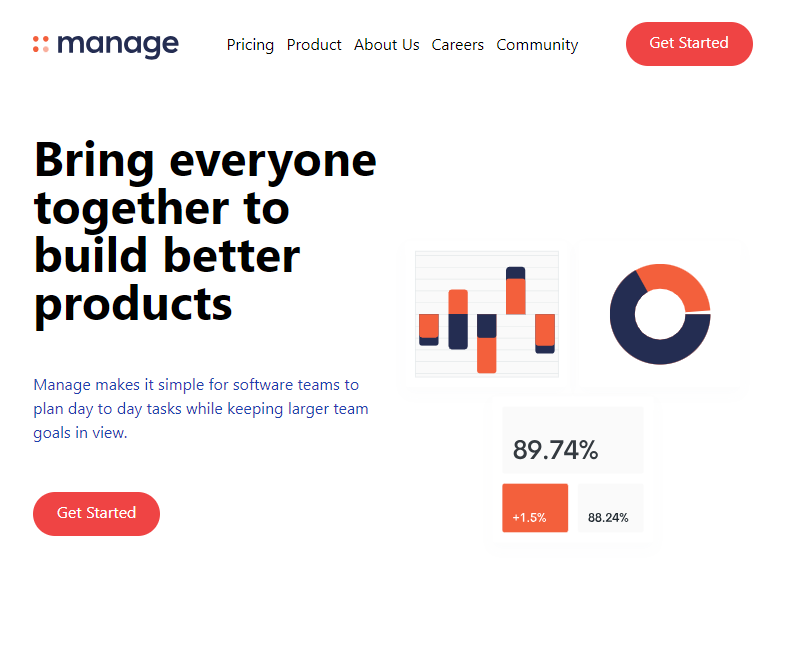 manage
Pricing Product About Us Careers Community
Get Started
Bring everyone
together to
build better
products
Manage makes it simple for software teams to
plan day to day tasks while keeping larger team
goals in view.
Get Started
89.74%
+1.5%
88.24%